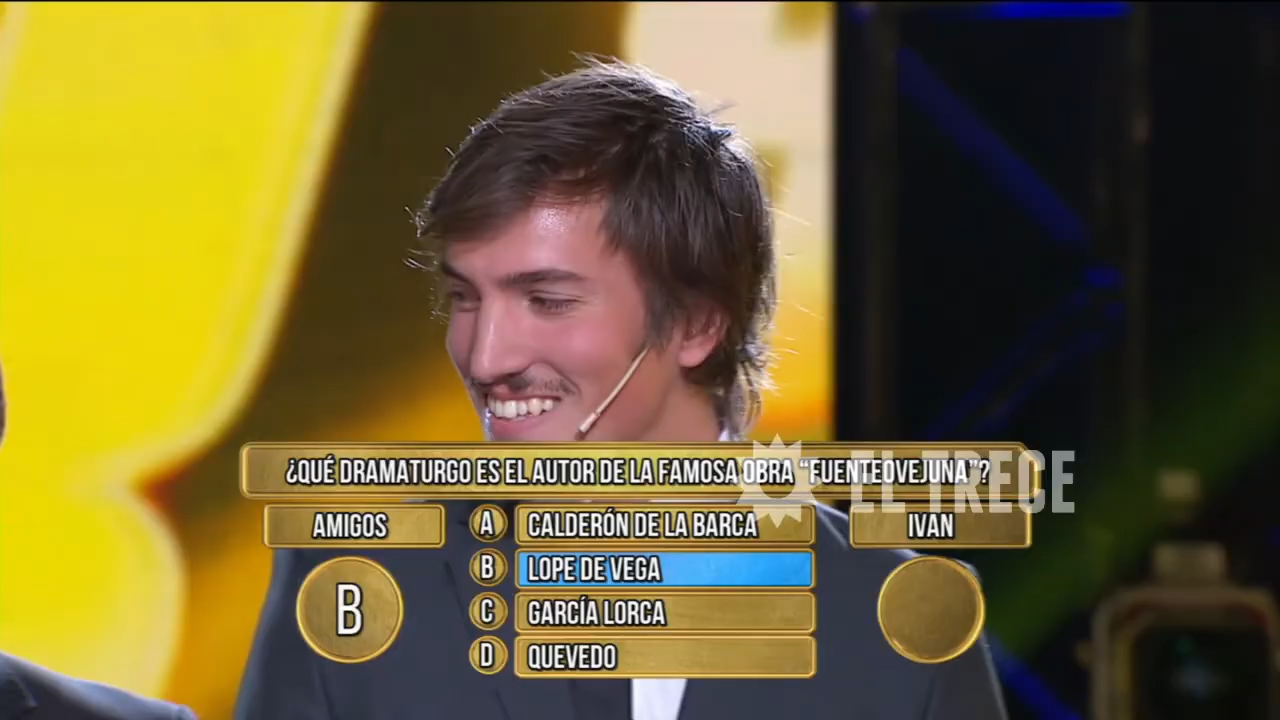 ¿QUÉ DRAMATURGO ES EL AUTOR DE LA FAMOSA OBRA “FUENTEOVEJUNA”?
EL TRECE
AMIGOS
IVAN
A CALDERÓN DE LA BARCA
B LOPE DE VEGA
B
C GARCÍA LORCA
D QUEVEDO